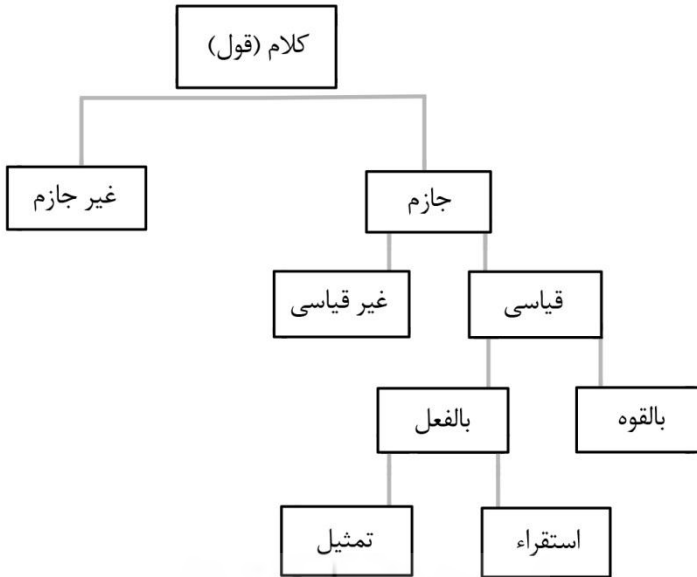 کلام (قول)
جازم
غیر جازم
قیاسی
غیر قیاسی
بالقوه
بالفعل
استقراء
تمثیل